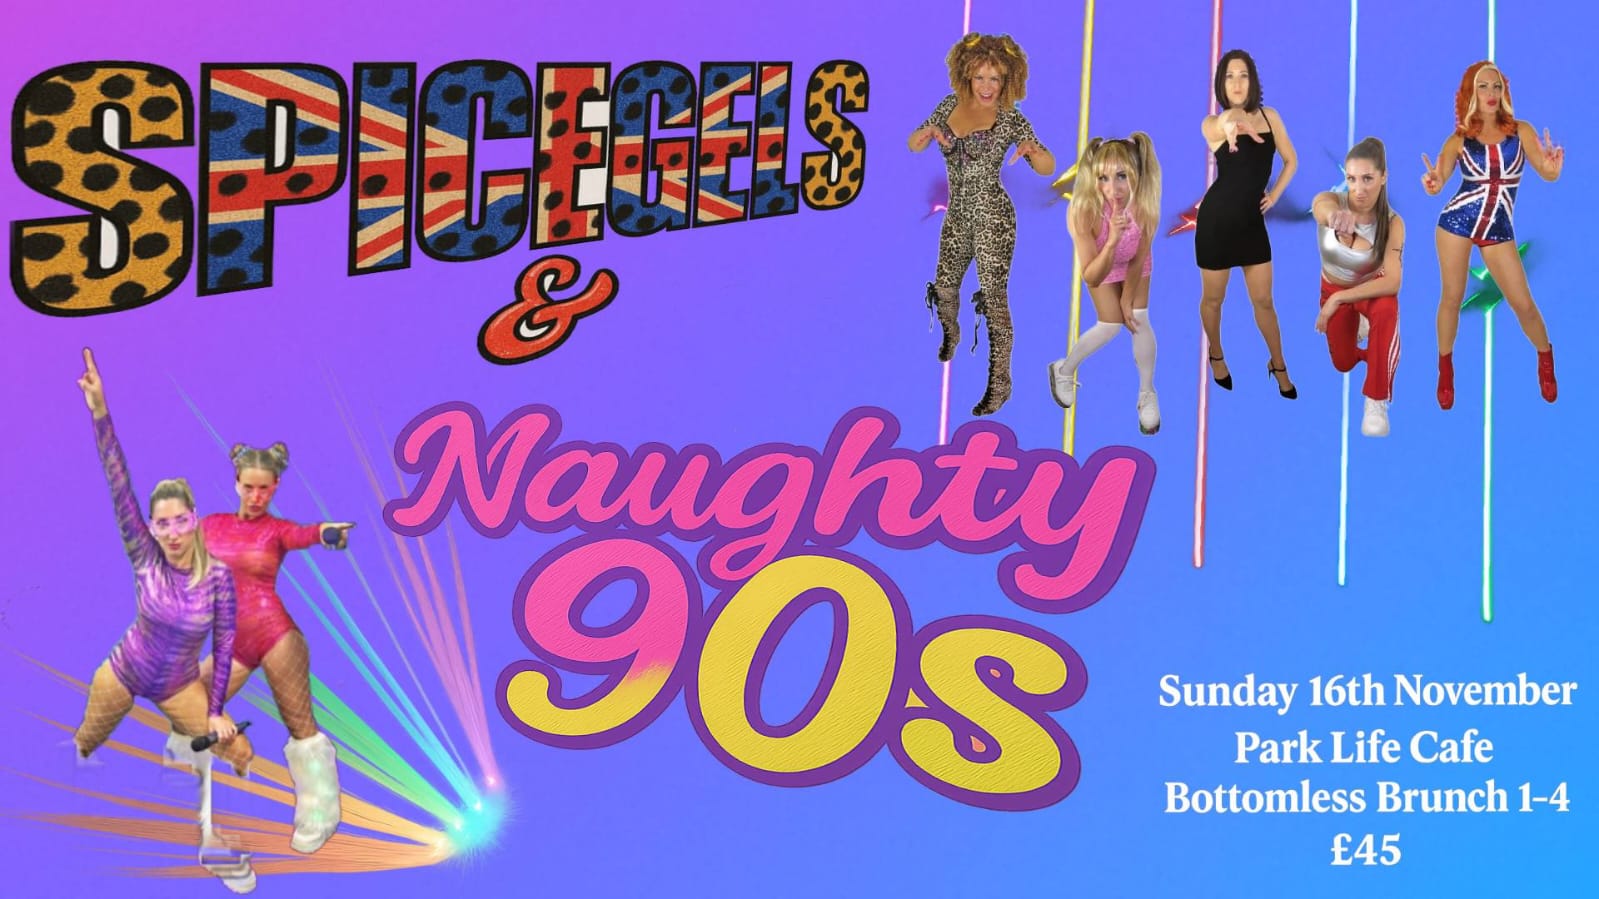 SPICEGELS
&
Naughty
90s
Sunday 16th November
Park Life Cafe
Bottomless Brunch 1-4
£45